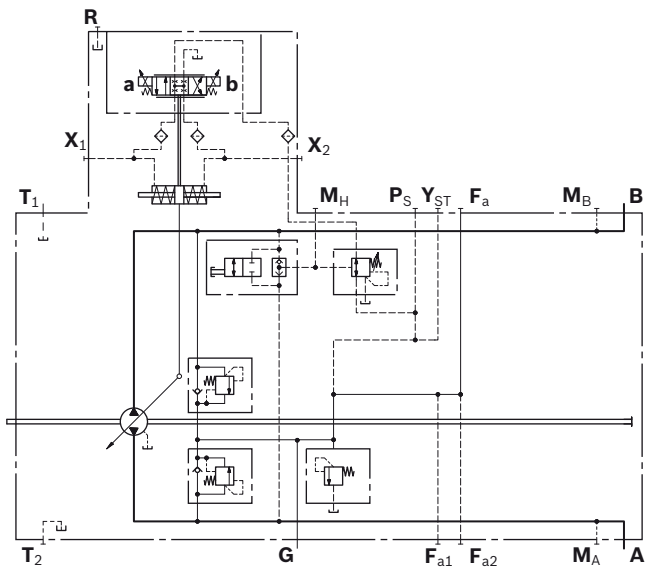 R
a b
X1 X2
T1 MH PS YST Fa MB B
T2 G Fa1 Fa2 MA A